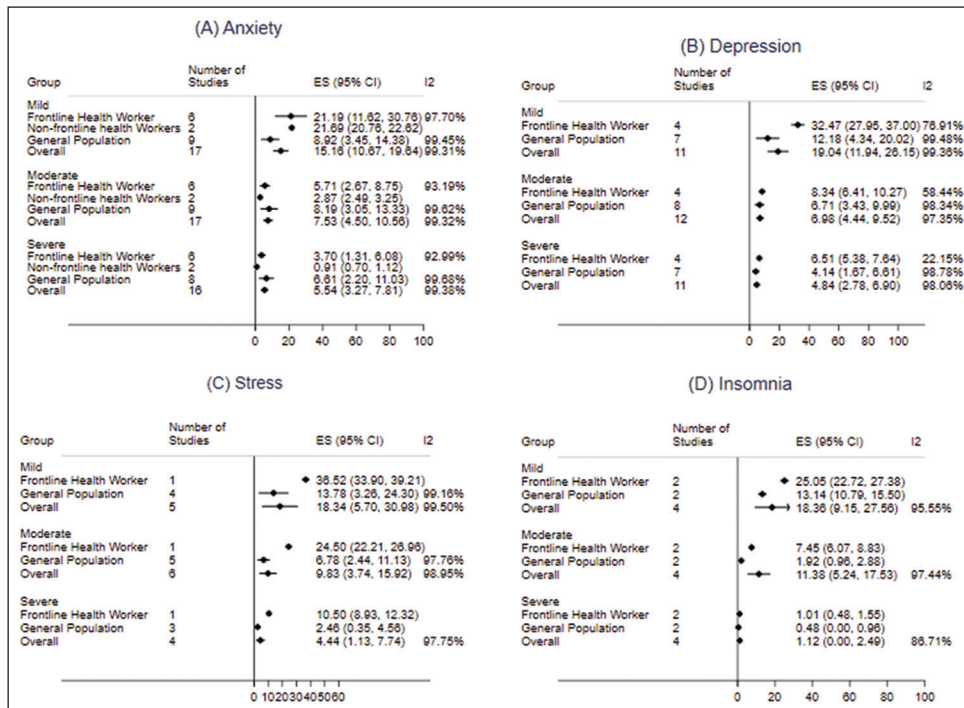 (A) Anxiety
Group Number of Studies ES (95% CI) I2
Mild
Frontline Health Worker 6 21.19 (11.62, 30.76) 97.70%
Non-frontline health Workers 2 21.69 (20.76, 22.62)
General Population 9 8.92 (3.45, 14.38) 99.45%
Overall 17 15.16 (10.67, 19.64) 99.31%
Moderate
Frontline Health Worker 6 5.71 (2.67, 8.75) 93.19%
Non-frontline health Workers 2 2.87 (2.49, 3.25)
General Population 9 8.19 (3.05, 13.33) 99.62%
Overall 17 7.53 (4.50, 10.56) 99.32%
Severe
Frontline Health Worker 6 3.70 (1.31, 6.08) 92.99%
Non-frontline health Workers 2 0.91 (0.70, 1.12)
General Population 8 6.61 (2.20, 11.03) 99.68%
Overall 16 5.54 (3.27, 7.81) 99.38%
0 20 40 60 80 100
(B) Depression
Group Number of Studies ES (95% CI) I2
Mild
Frontline Health Worker 4 32.47 (27.95, 37.00) 76.91%
General Population 7 12.18 (4.34, 20.02) 99.48%
Overall 11 19.04 (11.94, 26.15) 99.36%
Moderate
Frontline Health Worker 4 8.34 (6.41, 10.27) 58.44%
General Population 8 6.71 (3.43, 9.99) 98.34%
Overall 12 6.98 (4.44, 9.52) 97.35%
Severe
Frontline Health Worker 4 6.51 (5.38, 7.64) 22.15%
General Population 7 4.14 (1.67, 6.61) 98.78%
Overall 11 4.84 (2.78, 6.90) 98.06%
0 20 40 60 80 100
(C) Stress
Group Number of Studies ES (95% CI) I2
Mild
Frontline Health Worker 1 36.52 (33.90, 39.21)
General Population 4 13.78 (3.26, 24.30) 99.16%
Overall 5 18.34 (5.70, 30.98) 99.50%
Moderate
Frontline Health Worker 1 24.50 (22.21, 26.96)
General Population 5 6.78 (2.44, 11.13) 97.76%
Overall 6 9.83 (3.74, 15.92) 98.95%
Severe
Frontline Health Worker 1 10.50 (8.93, 12.32)
General Population 3 2.46 (0.35, 4.56)
Overall 4 4.44 (1.13, 7.74) 97.75%
0 102030405060
(D) Insomnia
Group Number of Studies ES (95% CI) I2
Mild
Frontline Health Worker 2 25.05 (22.72, 27.38)
General Population 2 13.14 (10.79, 15.50)
Overall 4 18.36 (9.15, 27.56) 95.55%
Moderate
Frontline Health Worker 2 7.45 (6.07, 8.83)
General Population 2 1.92 (0.96, 2.88)
Overall 4 11.38 (5.24, 17.53) 97.44%
Severe
Frontline Health Worker 2 1.01 (0.48, 1.55)
General Population 2 0.48 (0.00, 0.96)
Overall 4 1.12 (0.00, 2.49) 86.71%
0 20 40 60 80 100